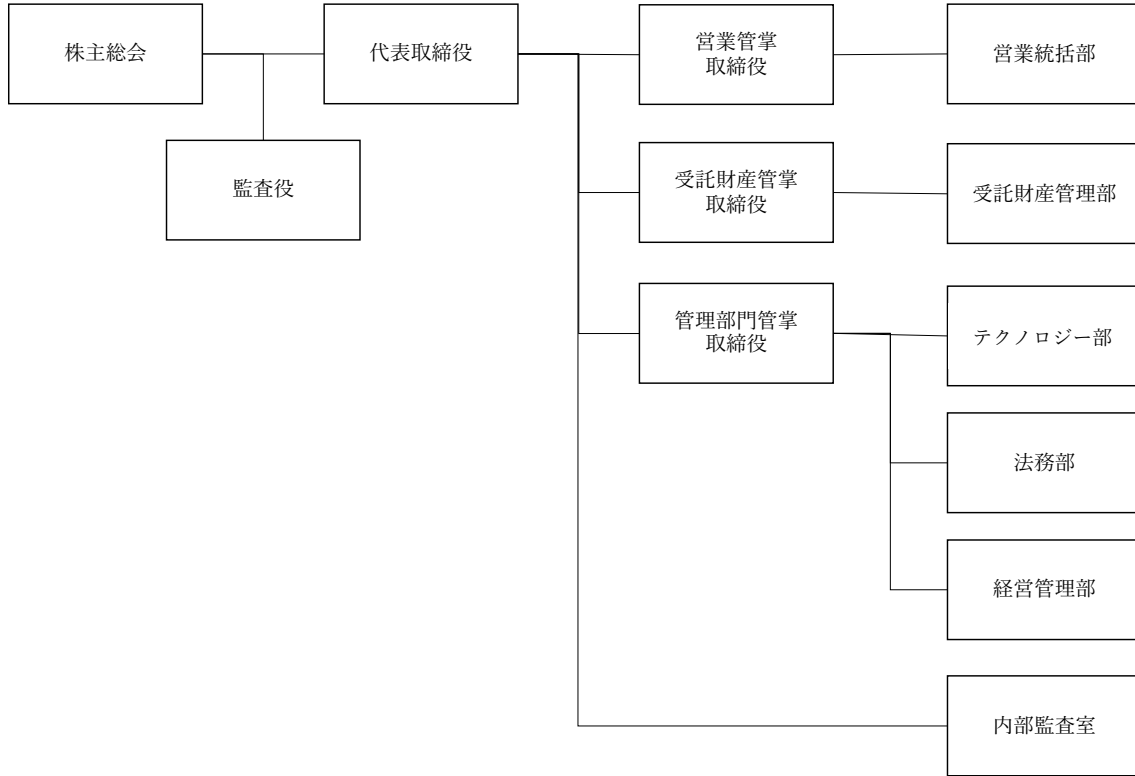 株主総会
代表取締役
営業管掌
取締役
営業統括部
監査役
受託財産管掌
取締役
受託財産管理部
管理部門管掌
取締役
テクノロジー部
法務部
経営管理部
内部監査室